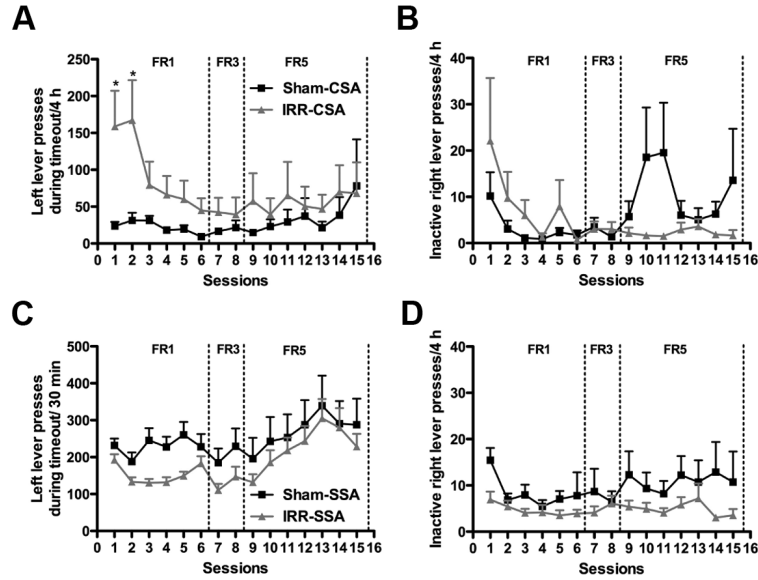 A
Left lever presses
during timeout/4 h
250
200
150
100
50
0
* *
FR1 FR3 FR5
Sham-CSA
IRR-CSA
0 1 2 3 4 5 6 7 8 9 10 11 12 13 14 15 16
Sessions
B
Inactive right lever presses/4 h
40
30
20
10
0
FR1 FR3 FR5
0 1 2 3 4 5 6 7 8 9 10 11 12 13 14 15 16
Sessions
C
Left lever presses
during timeout/ 30 min
500
400
300
200
100
0
FR1 FR3 FR5
Sham-SSA
IRR-SSA
0 1 2 3 4 5 6 7 8 9 10 11 12 13 14 15 16
Sessions
D
Inactive right lever presses/4 h
40
30
20
10
0
FR1 FR3 FR5
0 1 2 3 4 5 6 7 8 9 10 11 12 13 14 15 16
Sessions